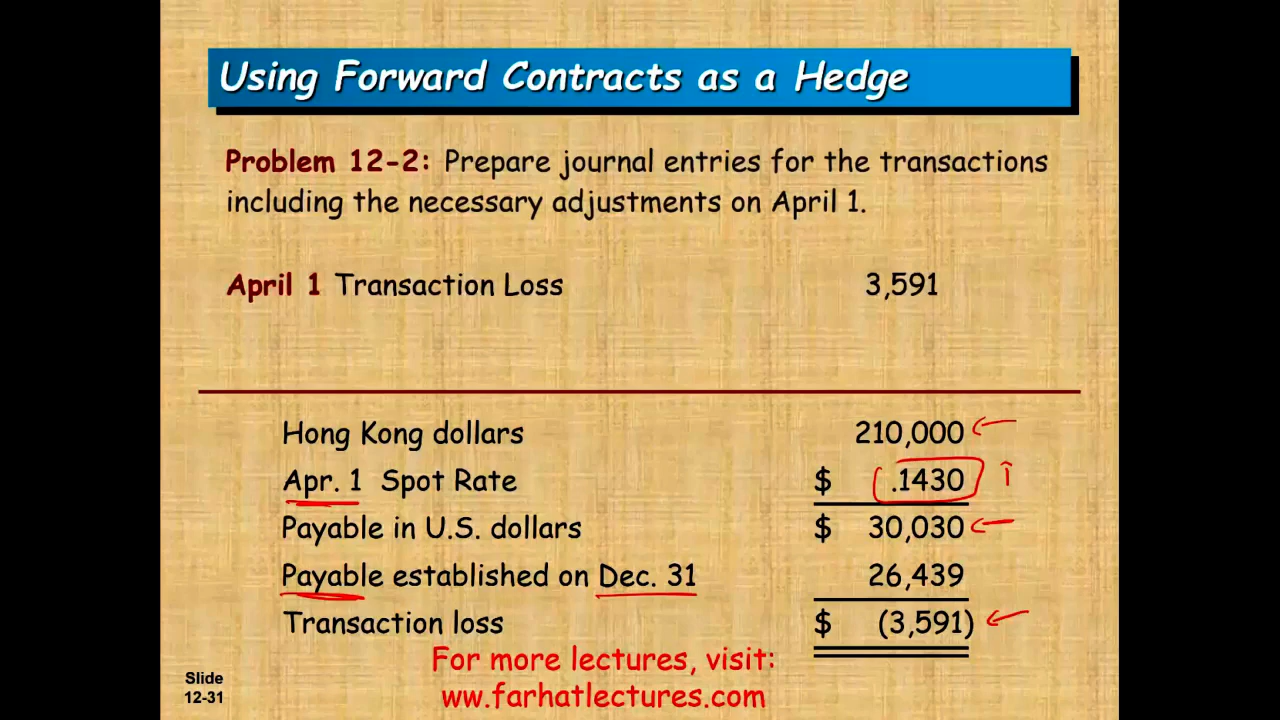 Using Forward Contracts as a Hedge
Problem 12-2: Prepare journal entries for the transactions
including the necessary adjustments on April 1.
April 1 Transaction Loss 3,591
Hong Kong dollars 210,000
Apr. 1 Spot Rate $ .1430
Payable in U.S. dollars $ 30,030
Payable established on Dec. 31 26,439
Transaction loss $ (3,591)
For more lectures, visit:
Slide
12-31
ww.farhatlectures.com